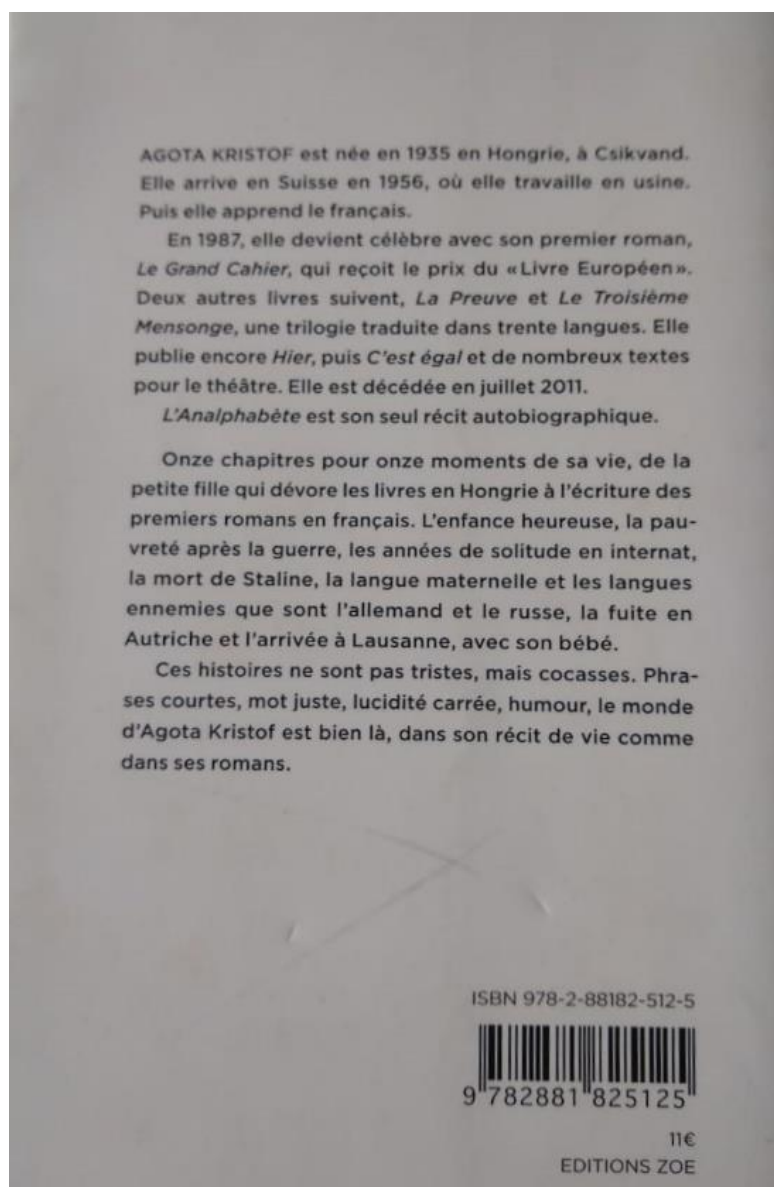 AGOTA KRISTOF est née en 1935 en Hongrie, à Csikvand.
Elle arrive en Suisse en 1956, où elle travaille en usine.
Puis elle apprend le français.
En 1987, elle devient célèbre avec son premier roman,
Le Grand Cahier, qui reçoit le prix du «Livre Européen».
Deux autres livres suivent, La Preuve et Le Troisième
Mensonge, une trilogie traduite dans trente langues. Elle
publie encore Hier, puis C'est égal et de nombreux textes
pour le théâtre. Elle est décédée en juillet 2011.
L'Analphabète est son seul récit autobiographique.
Onze chapitres pour onze moments de sa vie, de la
petite fille qui dévore les livres en Hongrie à l'écriture des
premiers romans en français. L'enfance heureuse, la pau-
vreté après la guerre, les années de solitude en internat,
la mort de Staline, la langue maternelle et les langues
ennemies que sont l'allemand et le russe, la fuite en
Autriche et l'arrivée à Lausanne, avec son bébé.
Ces histoires ne sont pas tristes, mais cocasses. Phra-
ses courtes, mot juste, lucidité carrée, humour, le monde
d'Agota Kristof est bien là, dans son récit de vie comme
dans ses romans.
ISBN 978-2-88182-512-5
9 782881 825125
11€
EDITIONS ZOE